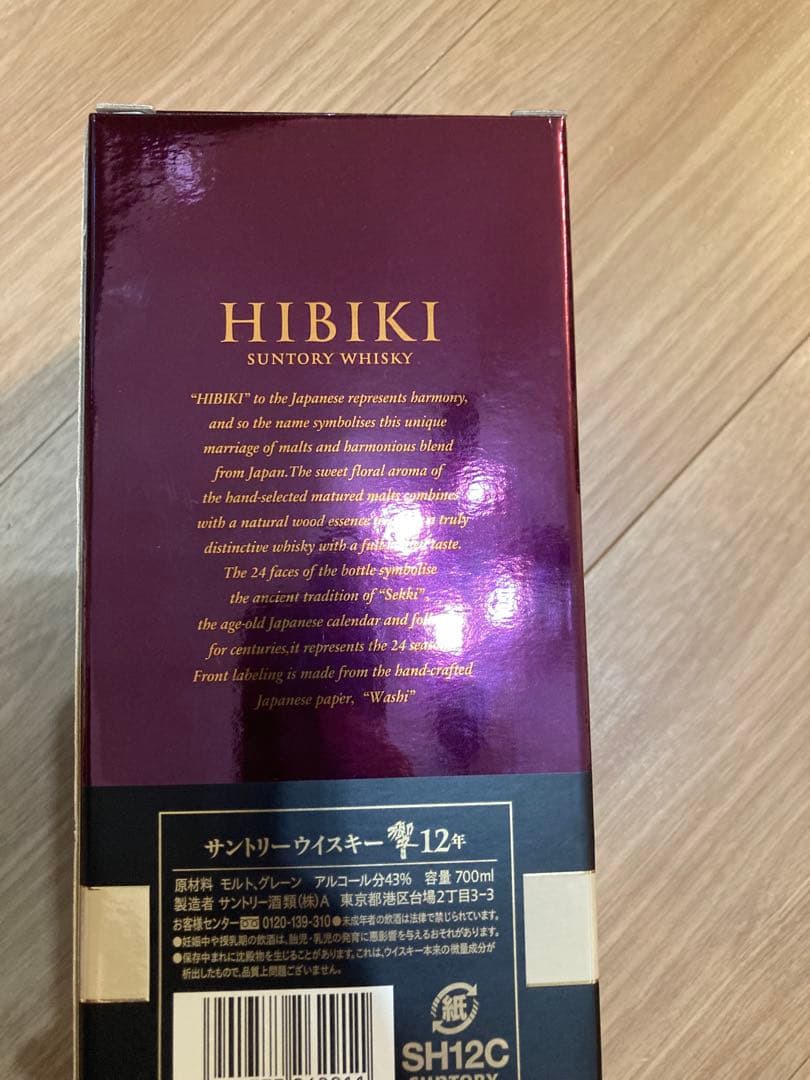 HIBIKI
SUNTORY WHISKY
“HIBIKI” to the Japanese represents harmony,
and so the name symbolises this unique
marriage of malts and harmonious blend
from Japan.The sweet floral aroma of
the hand-selected matured malts combines
with a natural wood essence a truly
distinctive whisky with a taste.
The 24 faces of the bottle symbolise
the ancient tradition of “Sekki”,
the age-old Japanese calendar and
for centuries,it represents the 24
Front labeling is made from the hand-crafted
Japanese paper, “Washi”
サントリーウイスキー 響 12年
原材料 モルト、グレーン アルコール分43% 容量 700ml
製造者 サントリー酒類(株)A 東京都港区台場2丁目3-3
お客様センター 0120-139-310●未成年者の飲酒は法律で禁じられています。
●妊娠中や授乳期の飲酒は、胎児・乳児の発育に悪影響を与えるおそれがあります。
●保存中まれに沈殿物を生じることがあります。これは、ウイスキー本来の微量成分が
析出したもので、品質上問題ございません。
紙
SH12C
SUNTORY